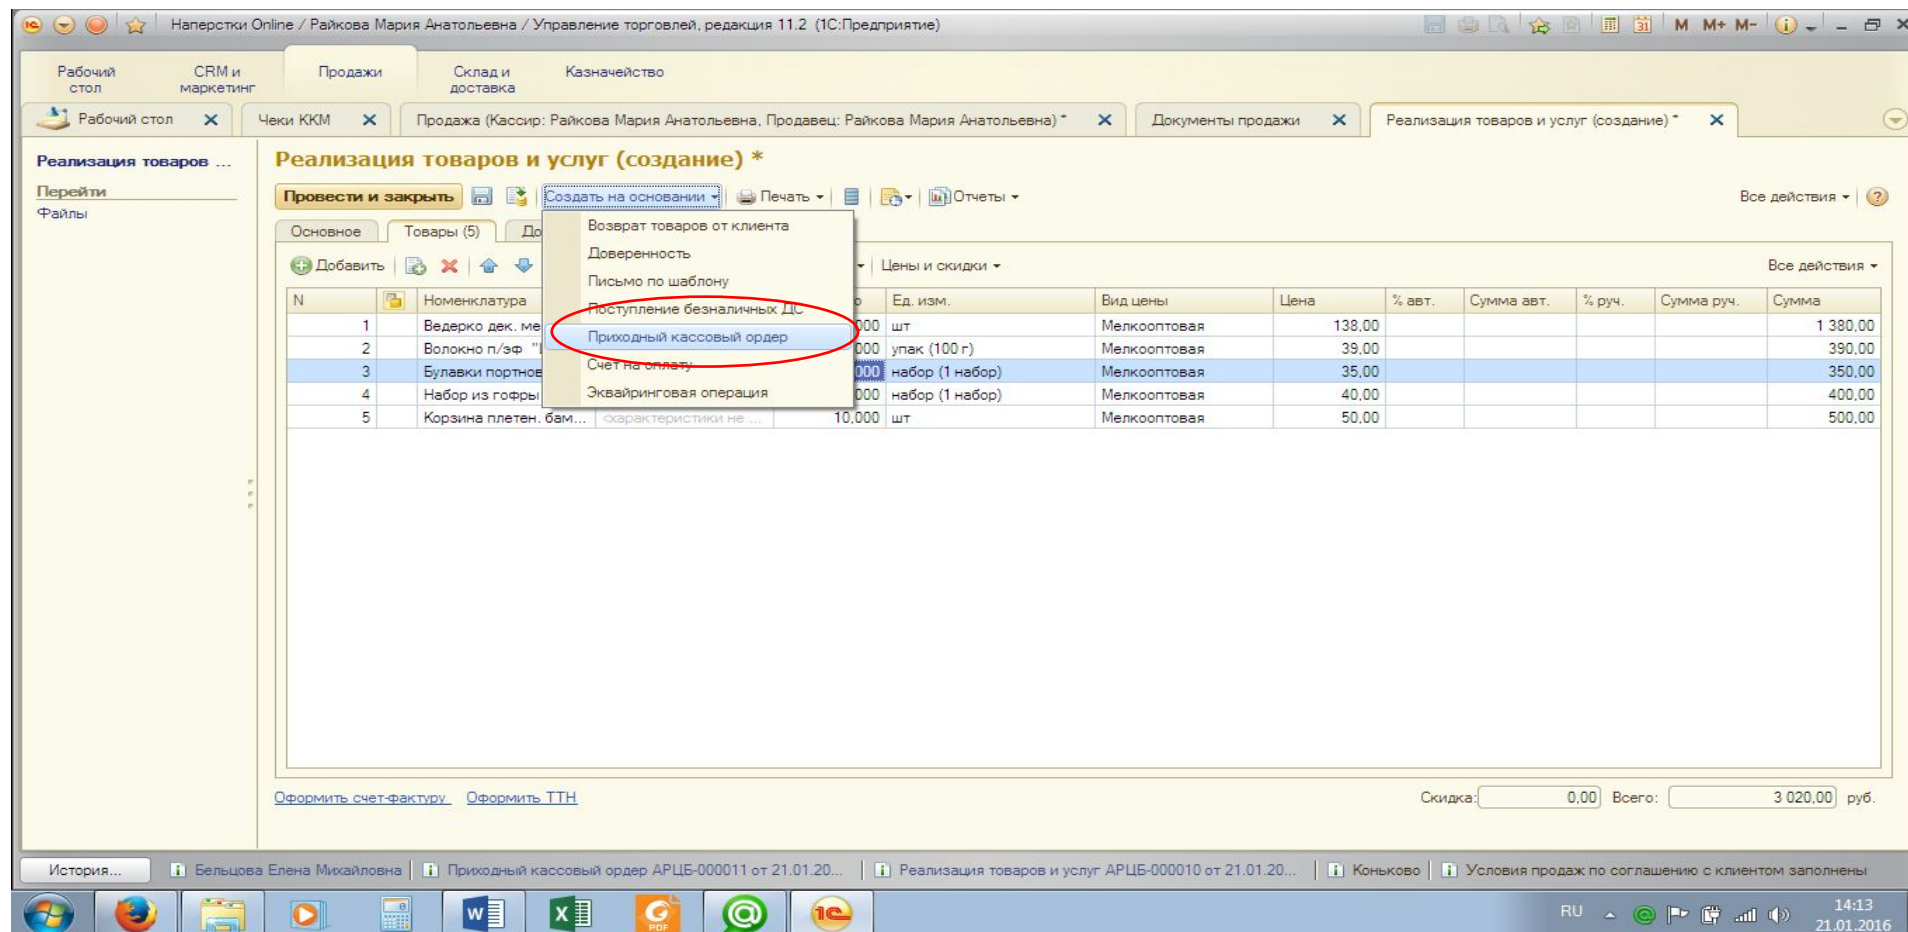 Наперстки Online / Райкова Мария Анатольевна / Управление торговлей, редакция 11.2 (1С:Предприятие)
31 M M+ M-
Рабочий стол
CRM и маркетинг
Продажи
Склад и доставка
Казначейство
Рабочий стол
Чеки ККМ
Продажа (Кассир: Райкова Мария Анатольевна, Продавец: Райкова Мария Анатольевна) *
Документы продажи
Реализация товаров и услуг (создание) *
Реализация товаров ...
Перейти
Файлы
Реализация товаров и услуг (создание) *
Провести и закрыть
Создать на основании
Печать
Отчеты
Все действия
Основное
Товары (5)
До
Возврат товаров от клиента
Доверенность
Письмо по шаблону
Поступление безналичных ДС
Приходный кассовый ордер
Счет на оплату
Эквайринговая операция
Добавить
Цены и скидки
Все действия
N Номенклатура о Ед. изм. Вид цены Цена % авт. Сумма авт. % руч. Сумма руч. Сумма
1 Ведерко дек. ме 000 шт Мелкооптовая 138,00 1 380,00
2 Волокно п/эф 000 упак (100 г) Мелкооптовая 39,00 390,00
3 Булавки портнов 000 набор (1 набор) Мелкооптовая 35,00 350,00
4 Набор из гофры 000 набор (1 набор) Мелкооптовая 40,00 400,00
5 Корзина плетен. бам... <характеристики не ... 10,000 шт Мелкооптовая 50,00 500,00
Оформить счет-фактуру Оформить ТТН
Скидка: 0,00 Всего: 3 020,00 руб.
История...
Бельцова Елена Михайловна
Приходный кассовый ордер АРЦБ-000011 от 21.01.20...
Реализация товаров и услуг АРЦБ-000010 от 21.01.20...
Коньково
Условия продаж по соглашению с клиентом заполнены
PDF
RU
14:13
21.01.2016